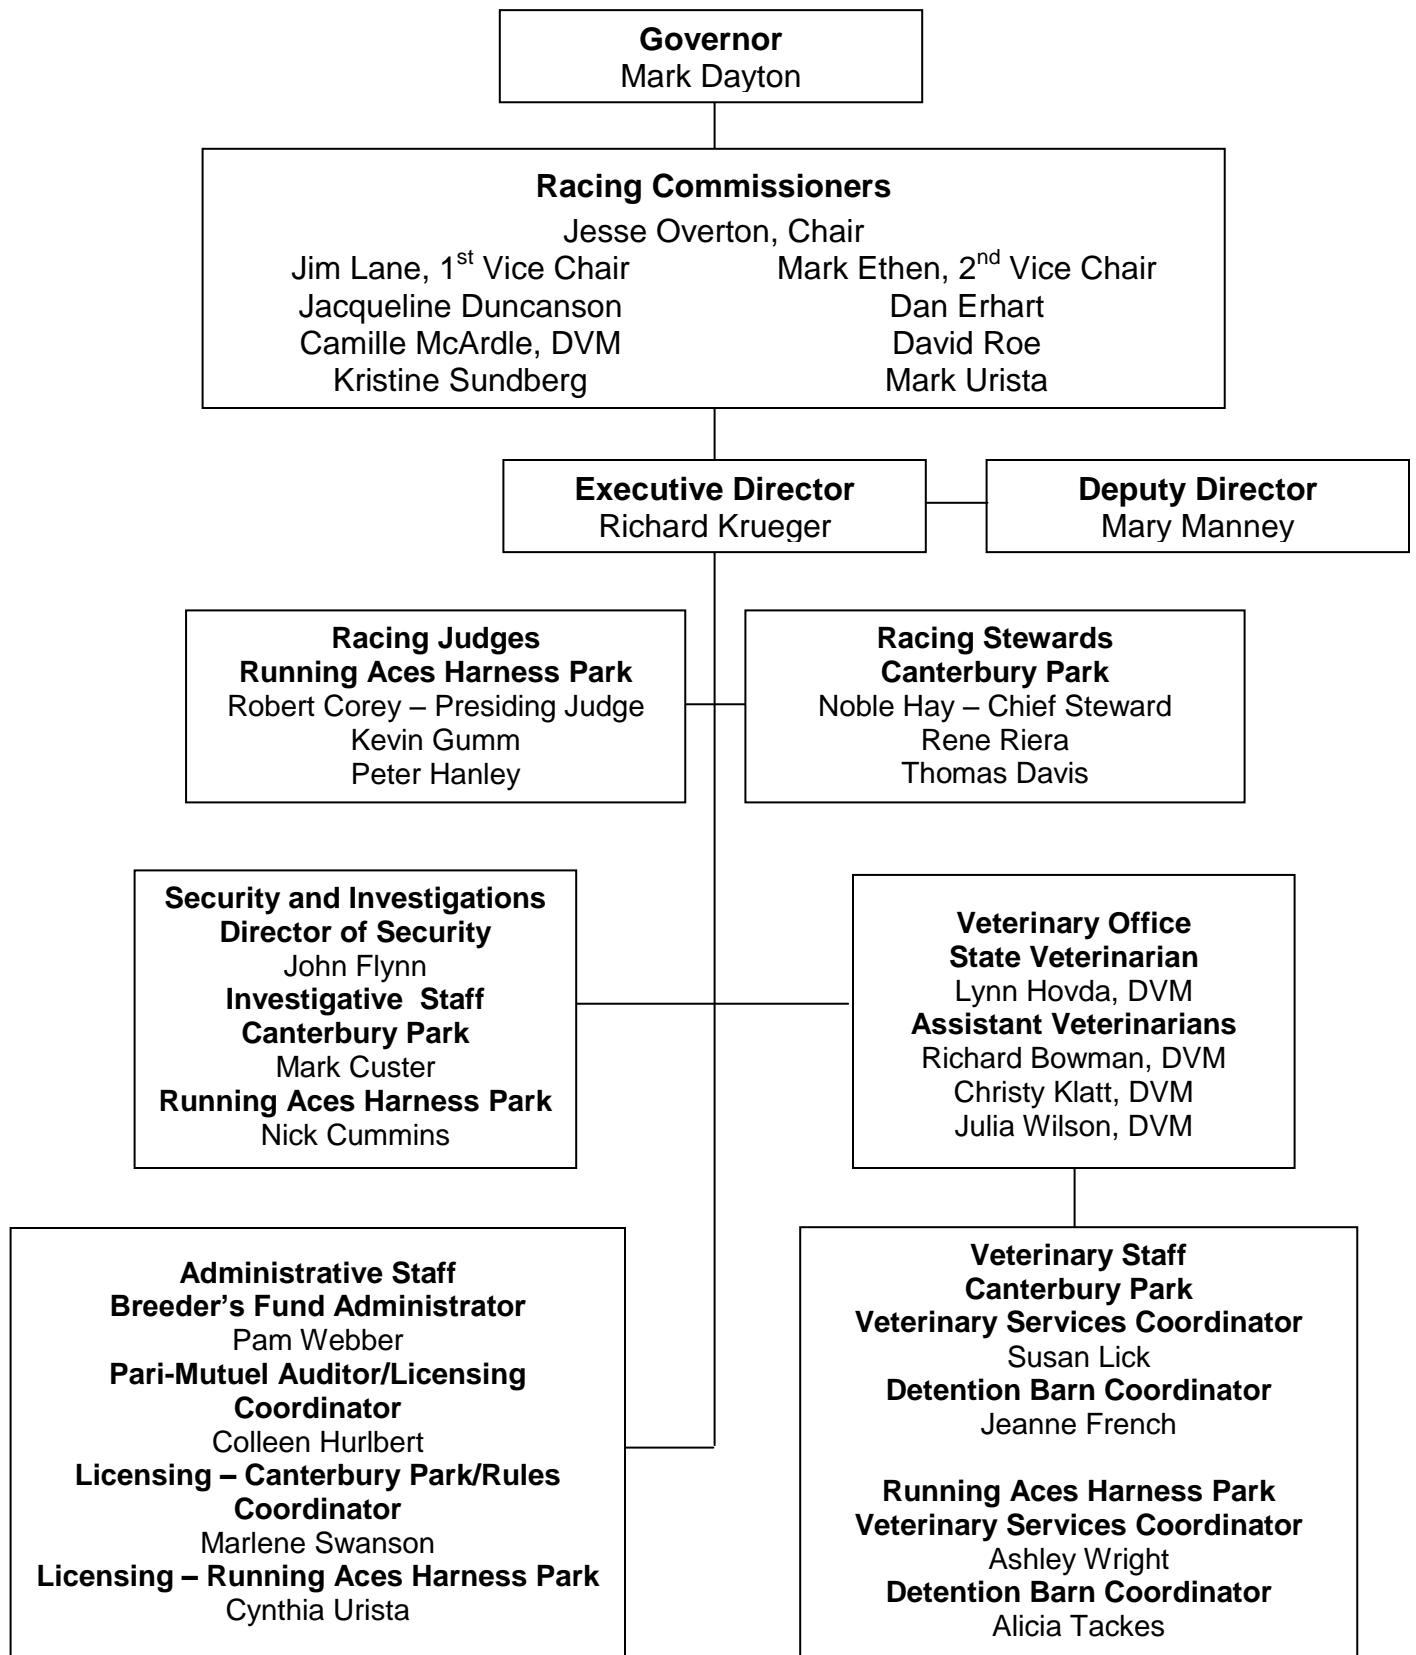 Governor
Mark Dayton
Racing Commissioners
Jesse Overton, Chair
Jim Lane, 1st Vice Chair
Mark Ethen, 2nd Vice Chair
Jacqueline Duncanson
Dan Erhart
Camille McArdle, DVM
David Roe
Kristine Sundberg
Mark Urista
Executive Director
Richard Krueger
Deputy Director
Mary Manney
Racing Judges
Running Aces Harness Park
Robert Corey – Presiding Judge
Kevin Gumm
Peter Hanley
Racing Stewards
Canterbury Park
Noble Hay – Chief Steward
Rene Riera
Thomas Davis
Security and Investigations
Director of Security
John Flynn
Investigative  Staff
Canterbury Park
Mark Custer
Running Aces Harness Park
Nick Cummins
Veterinary Office
State Veterinarian
Lynn Hovda, DVM
Assistant Veterinarians
Richard Bowman, DVM
Christy Klatt, DVM
Julia Wilson, DVM
Administrative Staff
Breeder’s Fund Administrator
Pam Webber
Pari-Mutuel Auditor/Licensing
Coordinator
Colleen Hurlbert
Licensing – Canterbury Park/Rules
Coordinator
Marlene Swanson
Licensing – Running Aces Harness Park
Cynthia Urista
Veterinary Staff
Canterbury Park
Veterinary Services Coordinator
Susan Lick
Detention Barn Coordinator
Jeanne French
Running Aces Harness Park
Veterinary Services Coordinator
Ashley Wright
Detention Barn Coordinator
Alicia Tackes